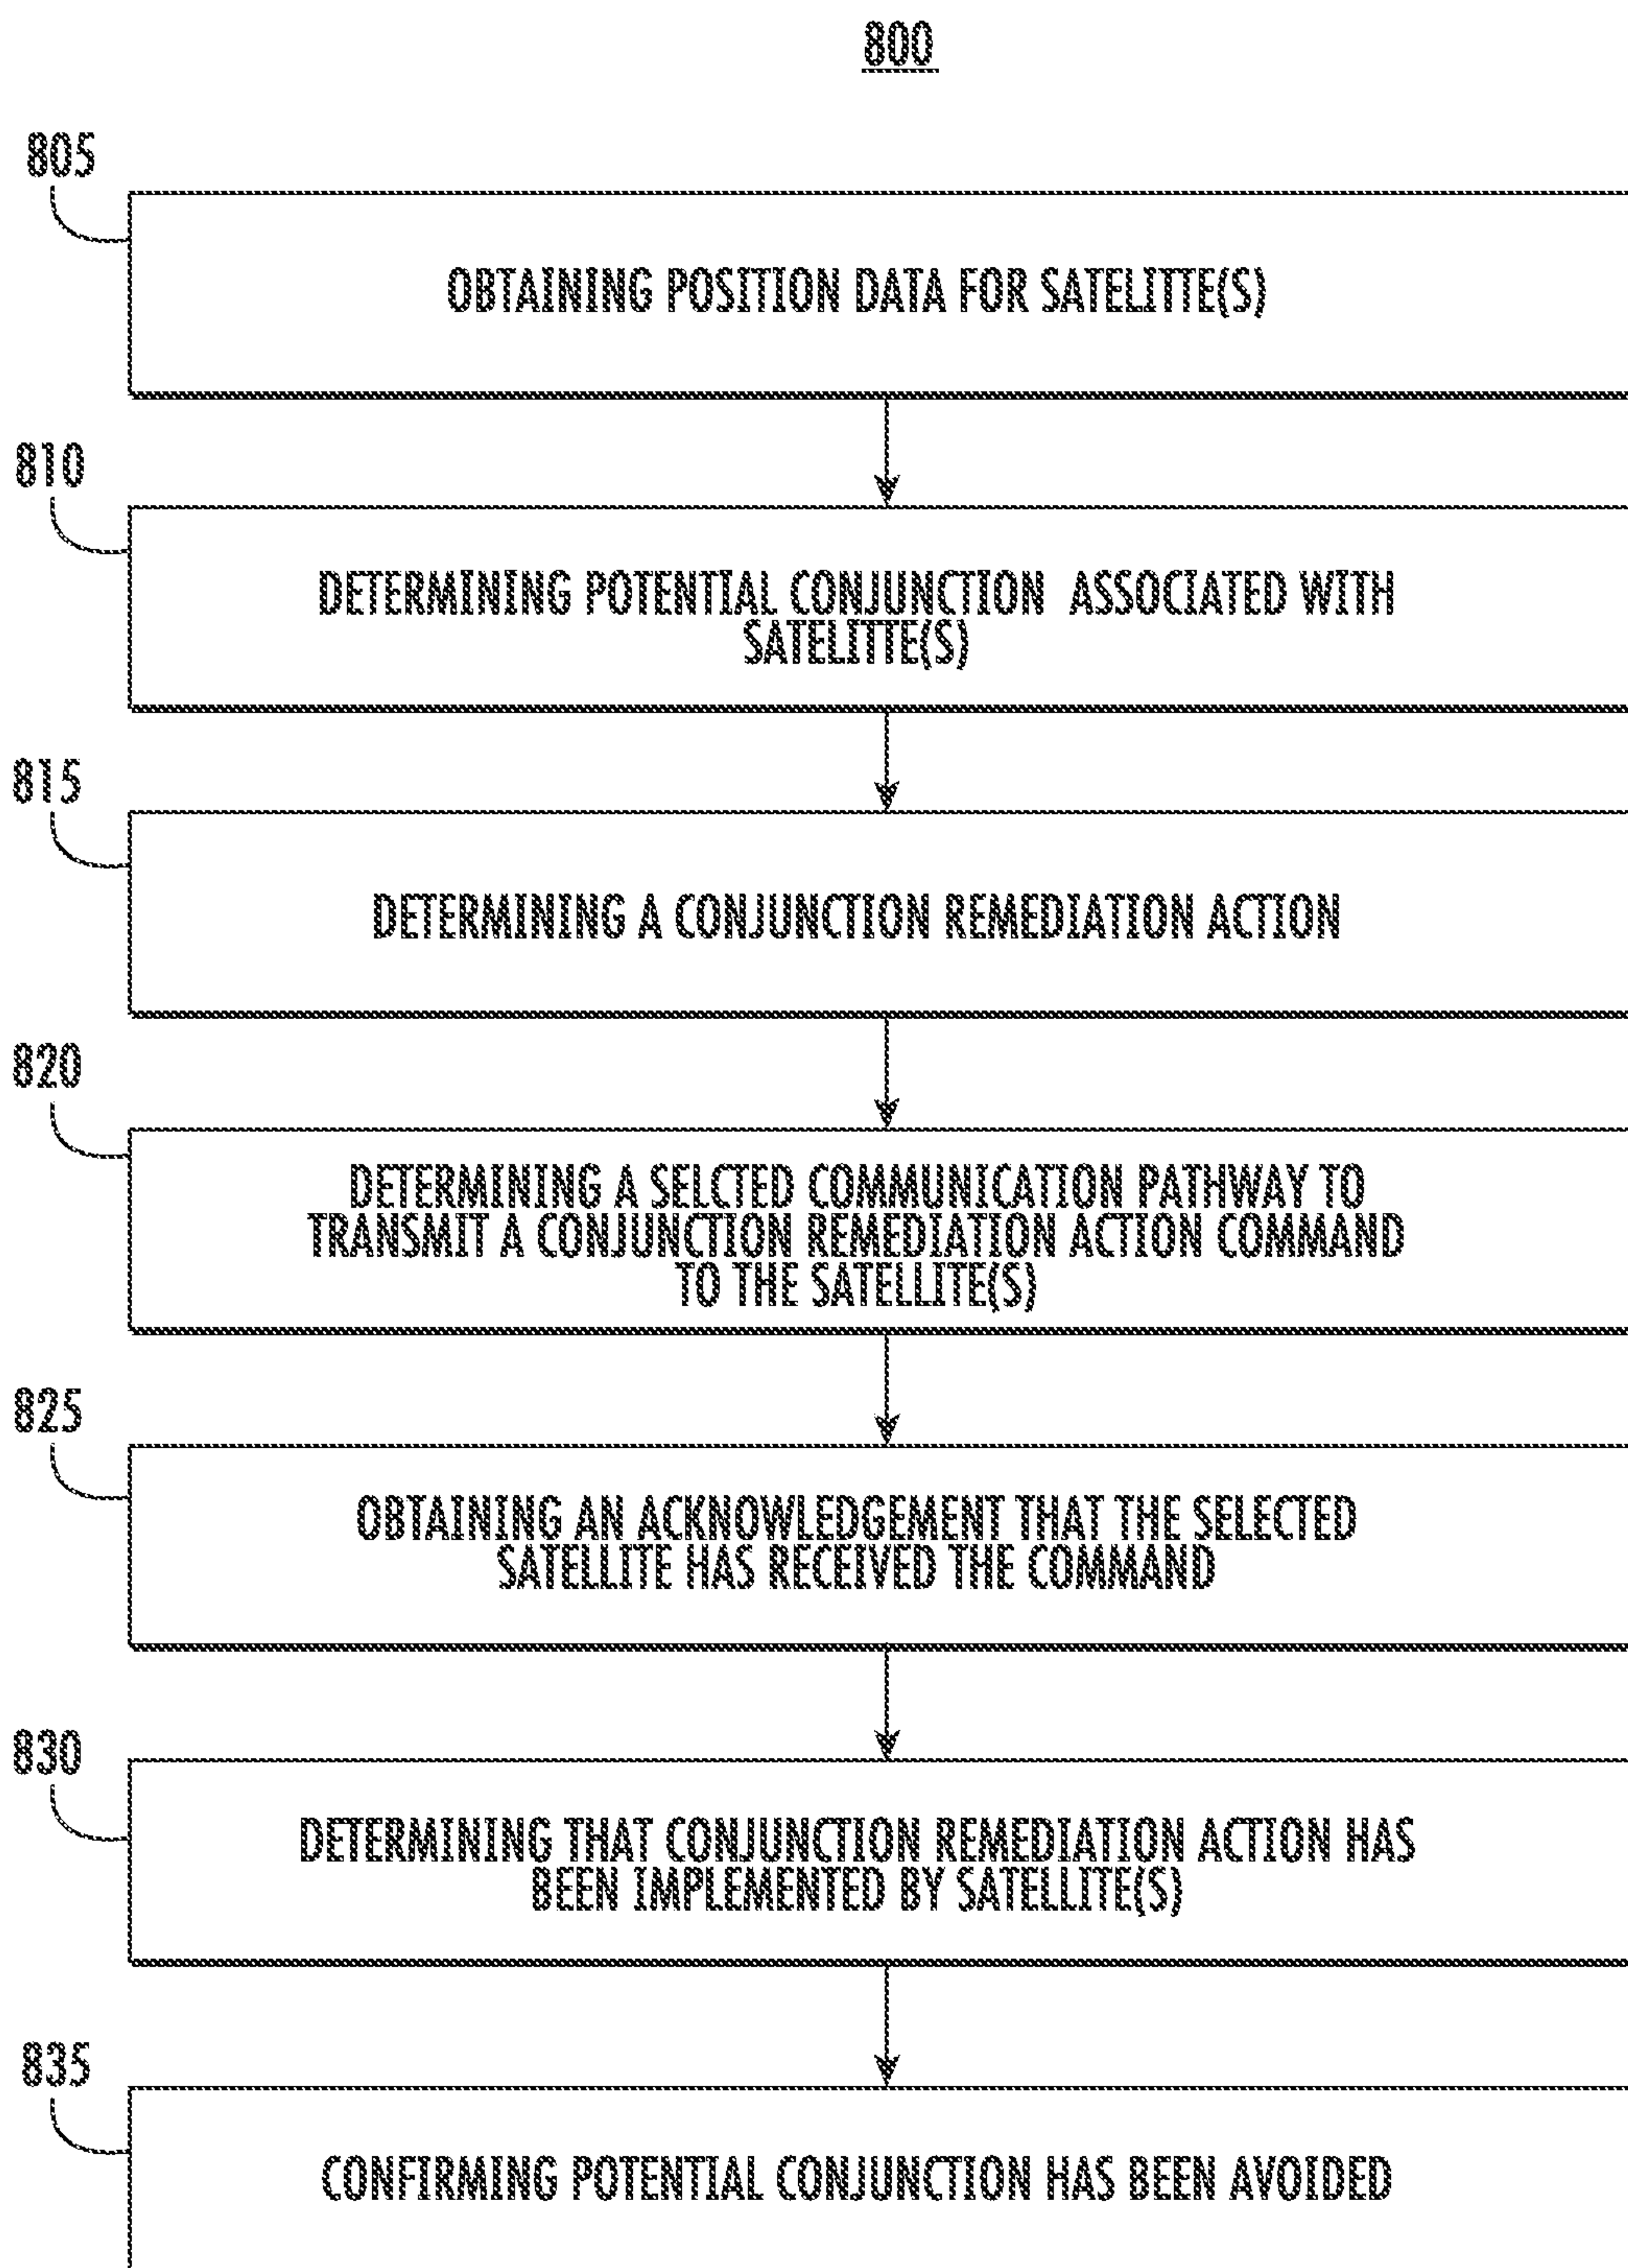 800
805
OBTAINING POSITION DATA FOR SATELITTE(S)
810
DETERMINING POTENTIAL CONJUNCTION ASSOCIATED WITH
SATELITTE(S)
815
DETERMINING A CONJUNCTION REMEDIATION ACTION
820
DETERMINING A SELCTED COMMUNICATION PATHWAY TO
TRANSMIT A CONJUNCTION REMEDIATION ACTION COMMAND
TO THE SATELLITE(S)
825
OBTAINING AN ACKNOWLEDGEMENT THAT THE SELECTED
SATELLITE HAS RECEIVED THE COMMAND
830
DETERMINING THAT CONJUNCTION REMEDIATION ACTION HAS
BEEN IMPLEMENTED BY SATELLITE(S)
835
CONFIRMING POTENTIAL CONJUNCTION HAS BEEN AVOIDED